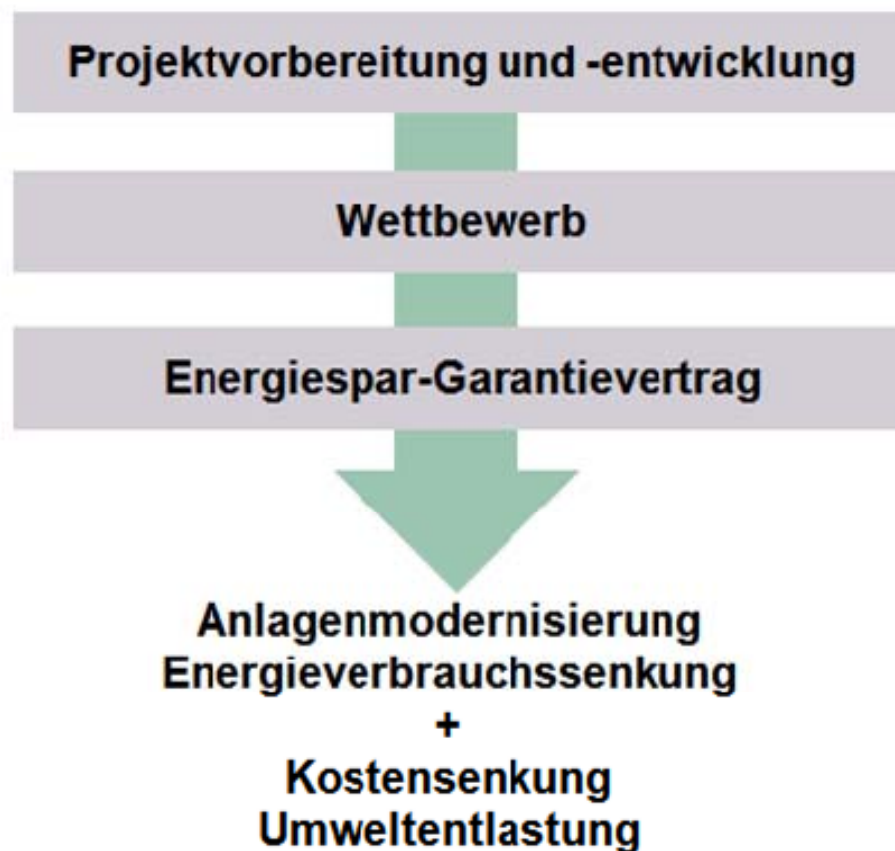 Projektvorbereitung und -entwicklung
Wettbewerb
Energiespar-Garantievertrag
Anlagenmodernisierung
Energieverbrauchssenkung
+
Kostensenkung
Umweltentlastung